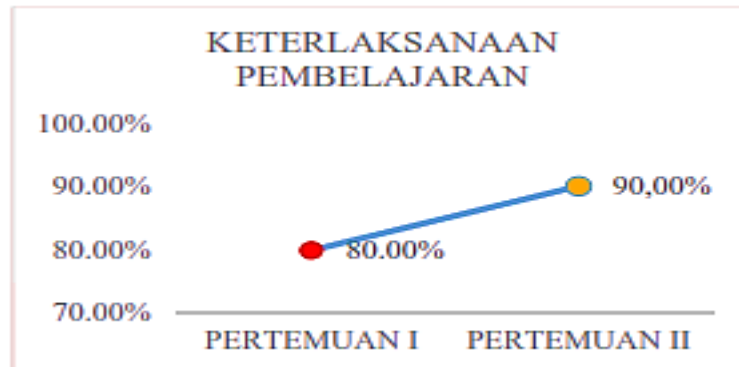 KETERLAKSANAAN
PEMBELAJARAN
100.00%
90.00%
90,00%
80.00%
80.00%
70.00%
PERTEMUAN I
PERTEMUAN II